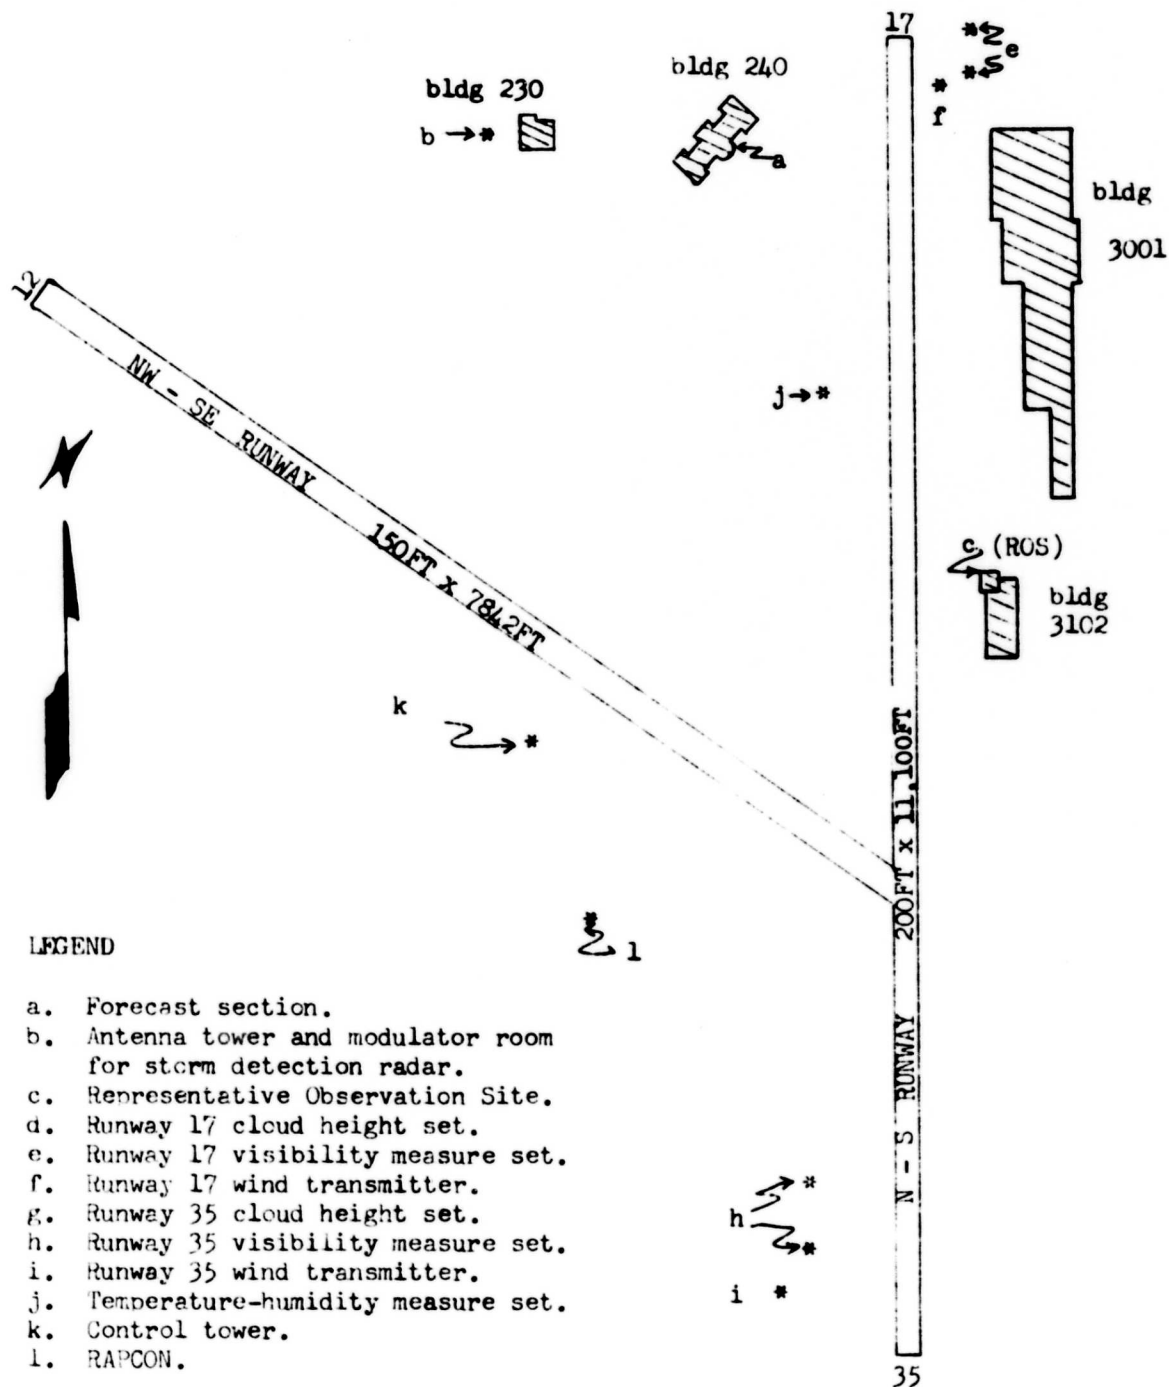 17
e
bldg 240
bldg 230
f
b
a
bldg
3001
12
NW - SE RUNWAY 150FT x 7842FT
j
c (ROS)
bldg
3102
k
N - S RUNWAY 200FT x 11,100FT
l
LEGEND
a. Forecast section.
b. Antenna tower and modulator room
for storm detection radar.
c. Representative Observation Site.
d. Runway 17 cloud height set.
e. Runway 17 visibility measure set.
f. Runway 17 wind transmitter.
g. Runway 35 cloud height set.
h. Runway 35 visibility measure set.
i. Runway 35 wind transmitter.
j. Temperature-humidity measure set.
k. Control tower.
l. RAPCON.
h
i
35